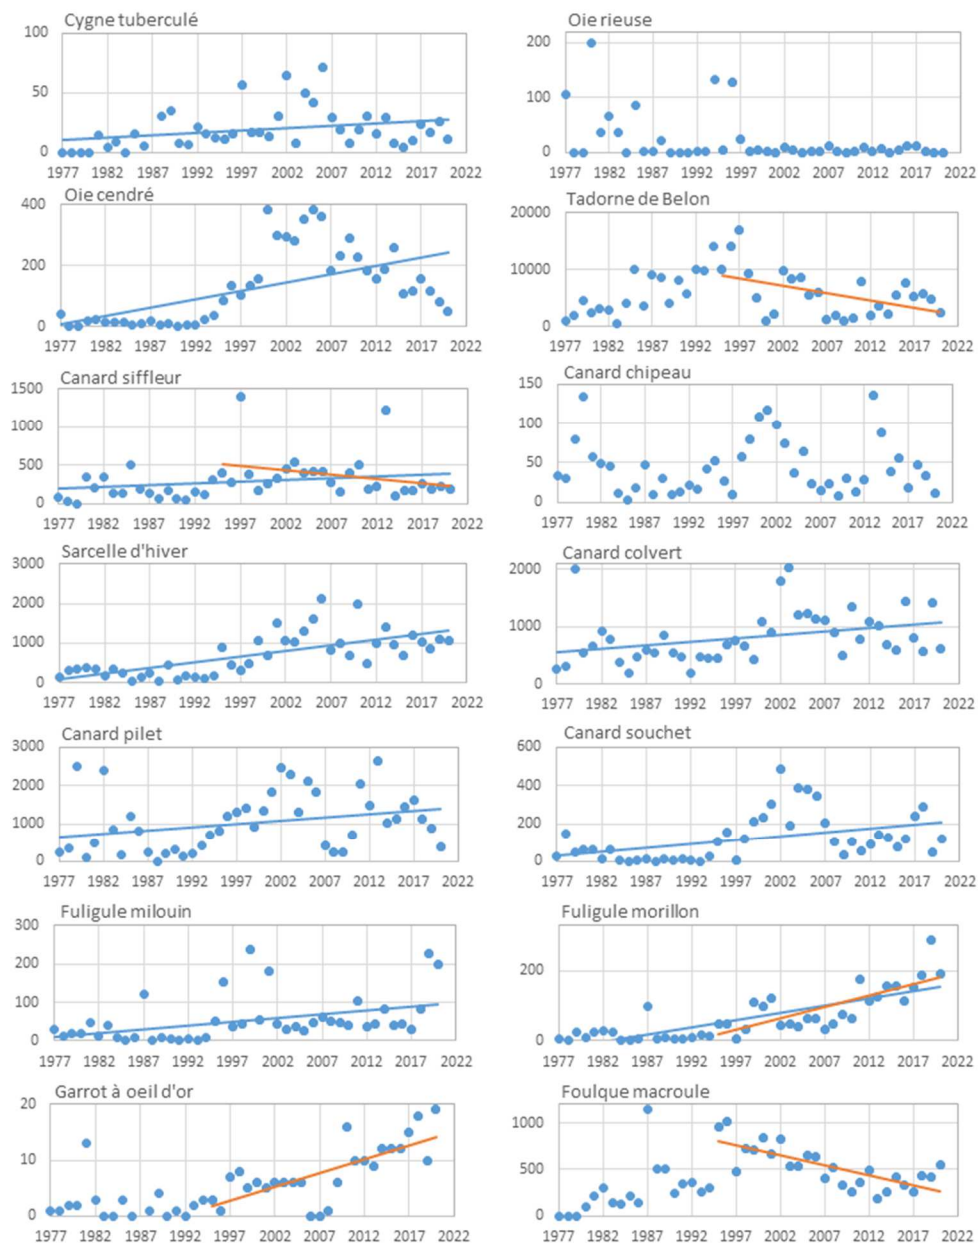 Cygne tuberculé
100
50
0
1977 1982 1987 1992 1997 2002 2007 2012 2017 2022
Oie rieuse
200
100
0
1977 1982 1987 1992 1997 2002 2007 2012 2017 2022
Oie cendré
400
200
0
1977 1982 1987 1992 1997 2002 2007 2012 2017 2022
Tadorne de Belon
20000
10000
0
1977 1982 1987 1992 1997 2002 2007 2012 2017 2022
Canard siffleur
1500
1000
500
0
1977 1982 1987 1992 1997 2002 2007 2012 2017 2022
Canard chipeau
150
100
50
0
1977 1982 1987 1992 1997 2002 2007 2012 2017 2022
Sarcelle d'hiver
3000
2000
1000
0
1977 1982 1987 1992 1997 2002 2007 2012 2017 2022
Canard colvert
2000
1000
0
1977 1982 1987 1992 1997 2002 2007 2012 2017 2022
Canard pilet
3000
2000
1000
0
1977 1982 1987 1992 1997 2002 2007 2012 2017 2022
Canard souchet
600
400
200
0
1977 1982 1987 1992 1997 2002 2007 2012 2017 2022
Fuligule milouin
300
200
100
0
1977 1982 1987 1992 1997 2002 2007 2012 2017 2022
Fuligule morillon
200
0
1977 1982 1987 1992 1997 2002 2007 2012 2017 2022
Garrot à oeil d'or
20
10
0
1977 1982 1987 1992 1997 2002 2007 2012 2017 2022
Foulque macroule
1000
500
0
1977 1982 1987 1992 1997 2002 2007 2012 2017 2022